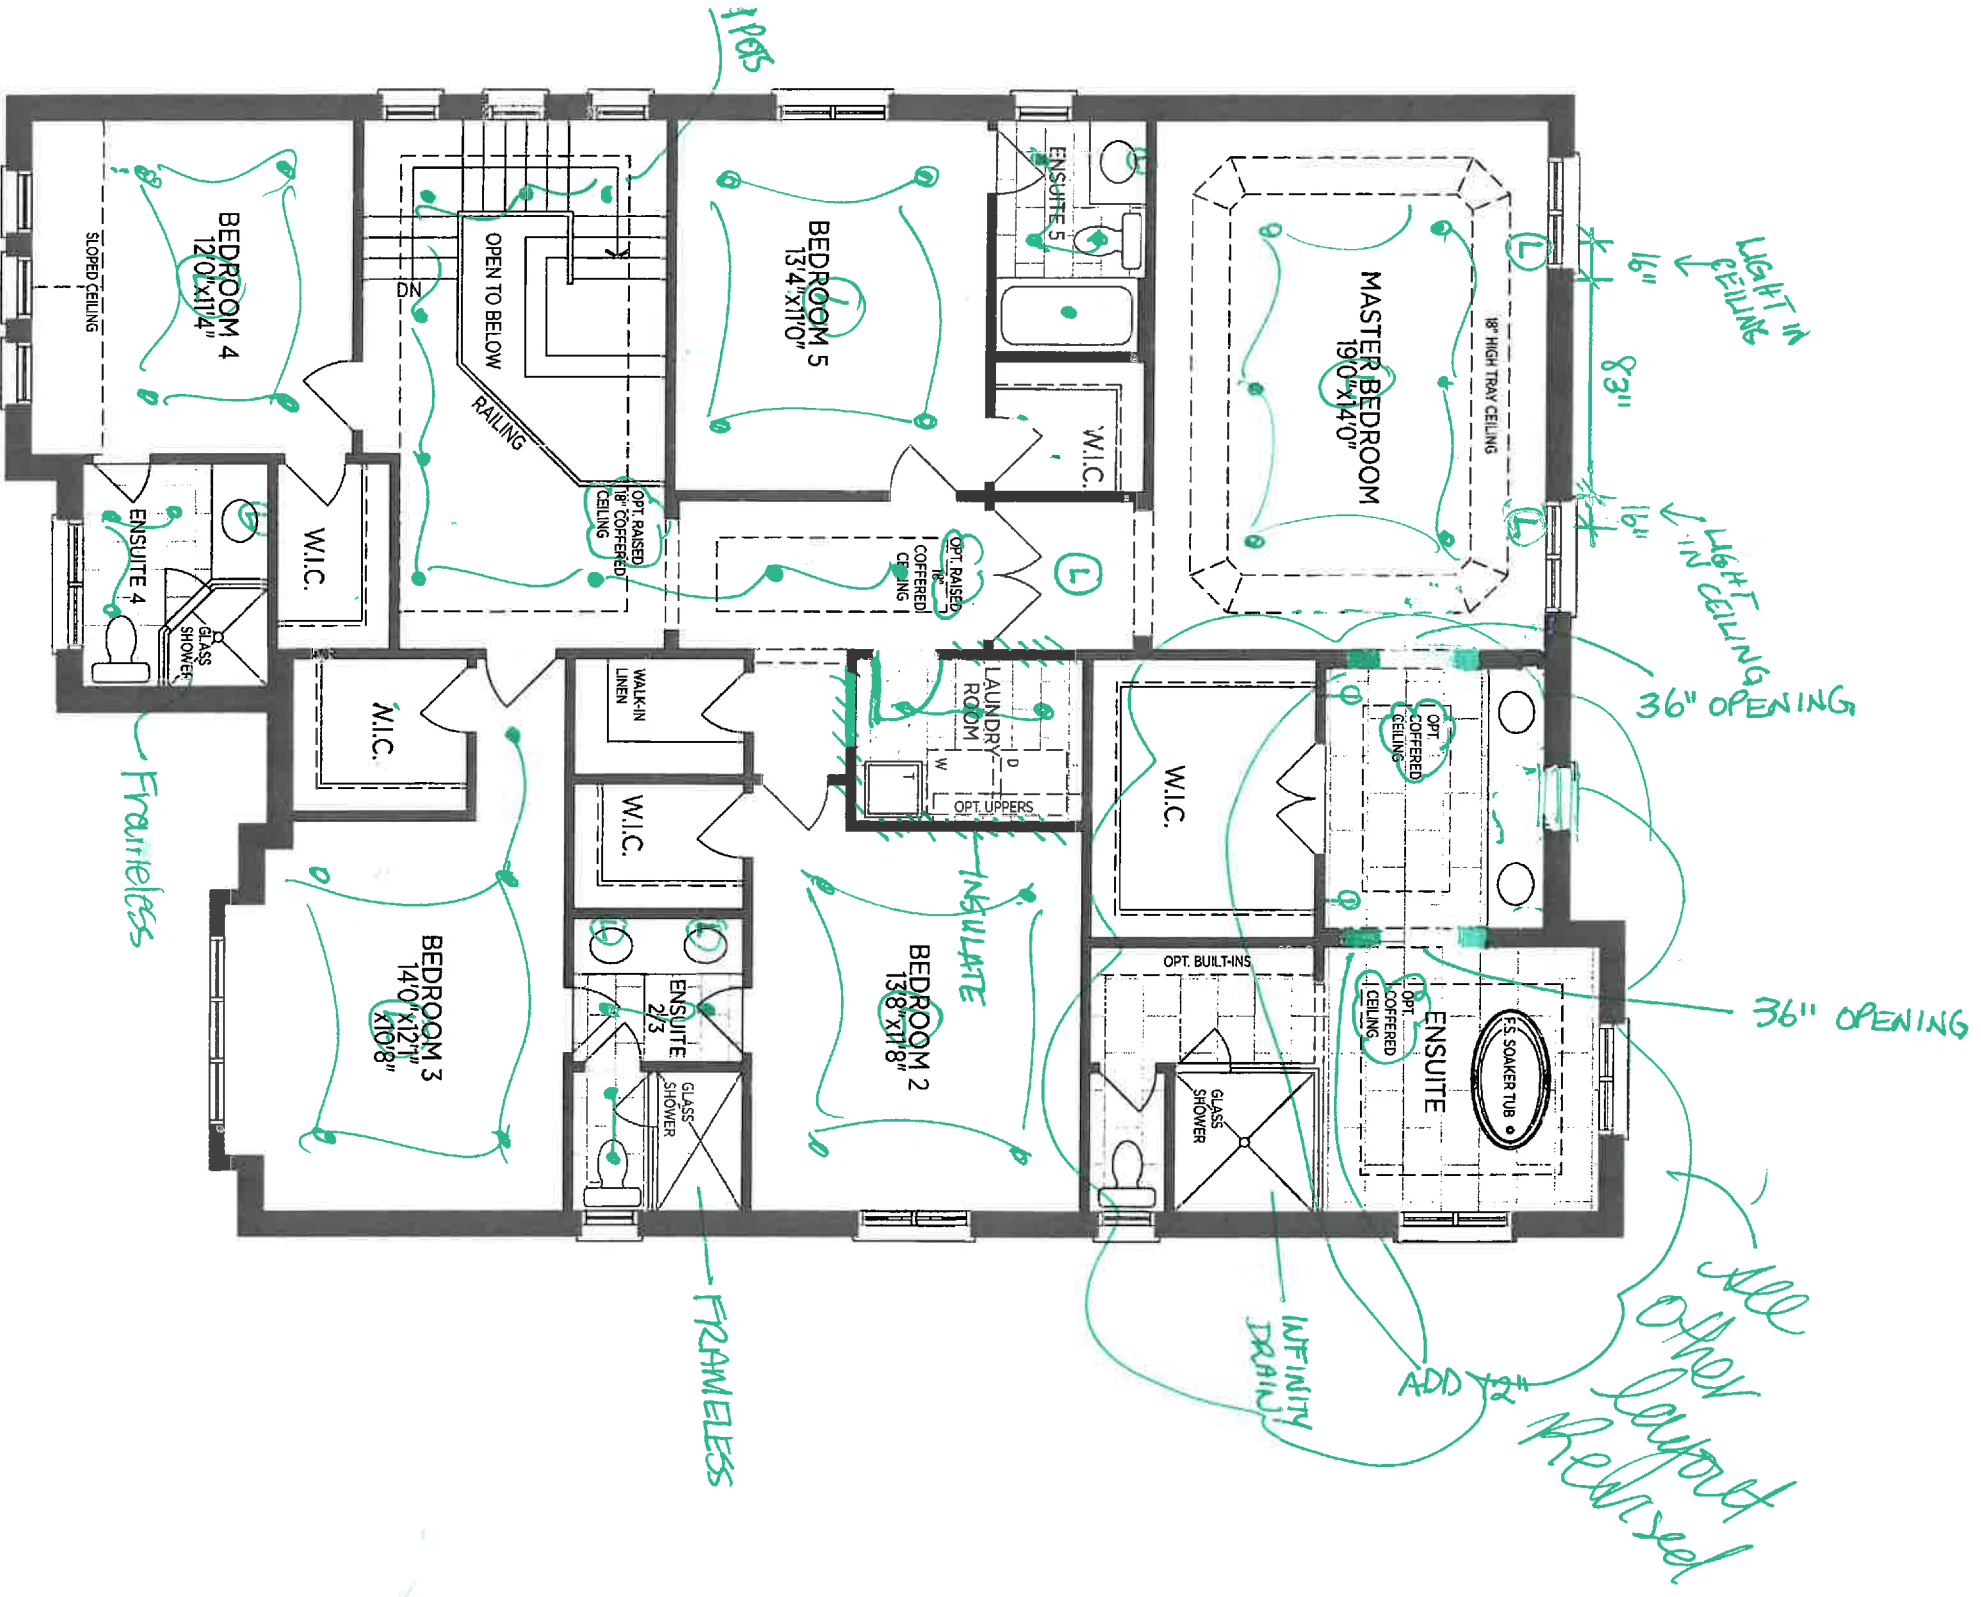 4 POTS
BEDROOM 4
12'0"x11'4"
L
SLOPED CEILING
OPEN TO BELOW
DN
RAILING
BEDROOM 5
13'4"x11'0"
L
ENSUITE 5
L
W.I.C.
MASTER BEDROOM
19'0"x14'0"
L
18" HIGH TRAY CEILING
L
16"
LIGHT IN
CEILING
83"
L
16"
LIGHT
IN CEILING
OPT. RAISED
18" COFFERED
CEILING
OPT. RAISED
18"
COFFERED
CEILING
L
ENSUITE 4
L
GLASS
SHOWER
W.I.C.
Frameless
W.I.C.
WALK-IN
LINEN
W.I.C.
LAUNDRY
ROOM
W
D
T
OPT. UPPERS
INSULATE
W.I.C.
OPT.
COFFERED
CEILING
36" OPENING
BEDROOM 3
14'0"x12'1"
x10'8"
L
L
L
ENSUITE
2/3
GLASS
SHOWER
FRAMELESS
BEDROOM 2
13'8"x11'8"
L
OPT. BUILT-INS
GLASS
SHOWER
INFINITY
DRAIN
OPT.
COFFERED
CEILING
ENSUITE
F.S. SOAKER TUB
36" OPENING
ADD 12"
See
Other
layout
Revised